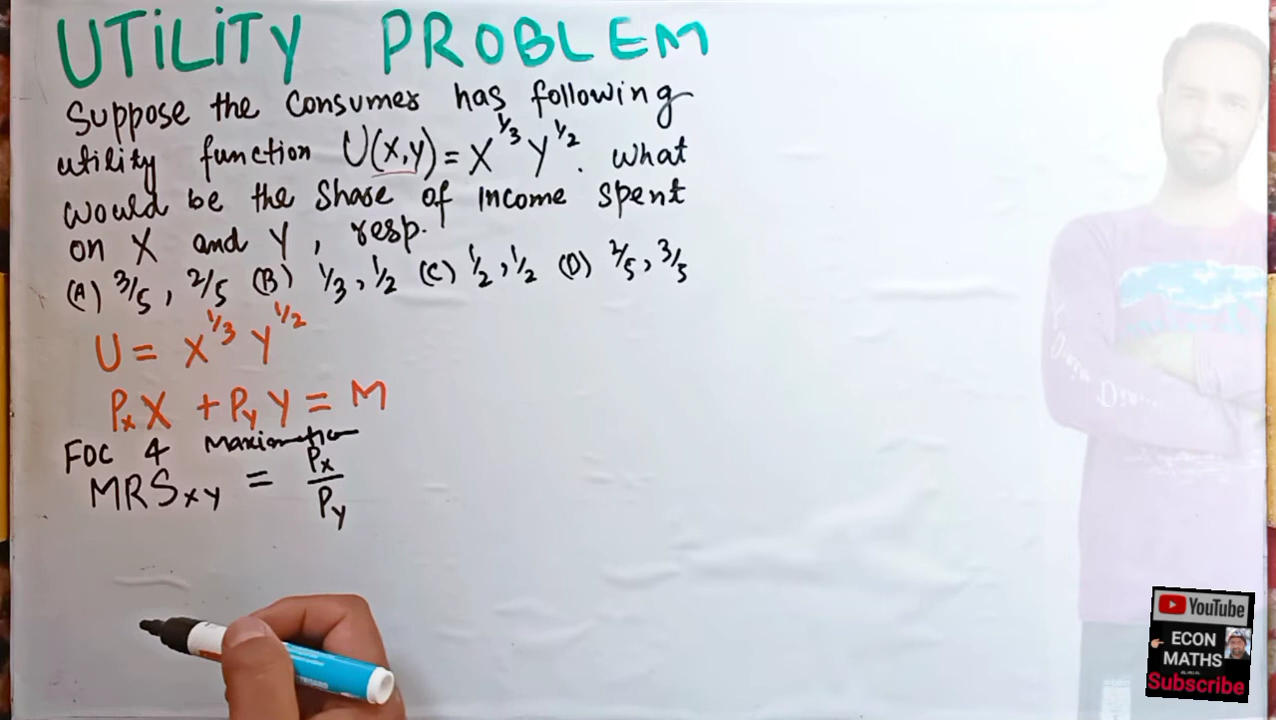 UTILITY PROBLEM
Suppose the Consumer has following
utility function U(x,y) = X^1/3 Y^1/2. What
would be the Share of Income spent
on X and Y, resp.
(A) 3/5, 2/5 (B) 1/3, 1/2 (C) 1/2, 1/2 (D) 2/5, 3/5
U = X^1/3 Y^1/2
PxX + PyY = M
FOC 4
MRSxy = Px/Py
YouTube
ECON
MATHS
Subscribe